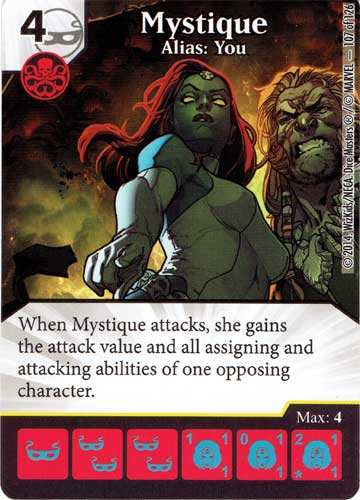 4
Mystique
Alias: You
© 2014 WizKids/NECA. Dice Masters © / © MARVEL — 107 of 126
When Mystique attacks, she gains
the attack value and all assigning and
attacking abilities of one opposing
character.
Max: 4
1 1 1
0 1 1
2 1 * 1